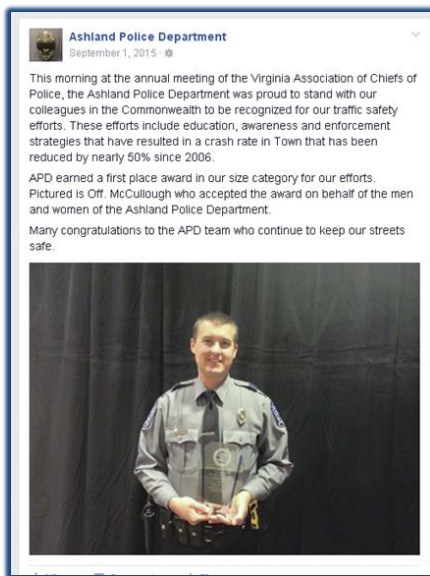 Ashland Police Department
September 1, 2015 ·
This morning at the annual meeting of the Virginia Association of Chiefs of
Police, the Ashland Police Department was proud to stand with our
colleagues in the Commonwealth to be recognized for our traffic safety
efforts. These efforts include education, awareness and enforcement
strategies that have resulted in a crash rate in Town that has been
reduced by nearly 50% since 2006.
APD earned a first place award in our size category for our efforts.
Pictured is Off. McCullough who accepted the award on behalf of the men
and women of the Ashland Police Department.
Many congratulations to the APD team who continue to keep our streets
safe.